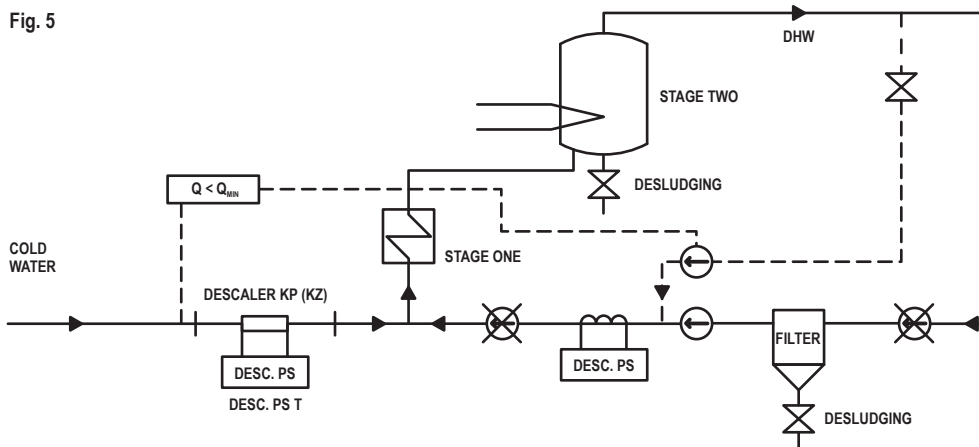 Fig. 5
DHW
STAGE TWO
DESLUDGING
Q < QMIN
COLD
WATER
STAGE ONE
DESCALER KP (KZ)
DESC. PS
DESC. PS T
DESC. PS
FILTER
DESLUDGING